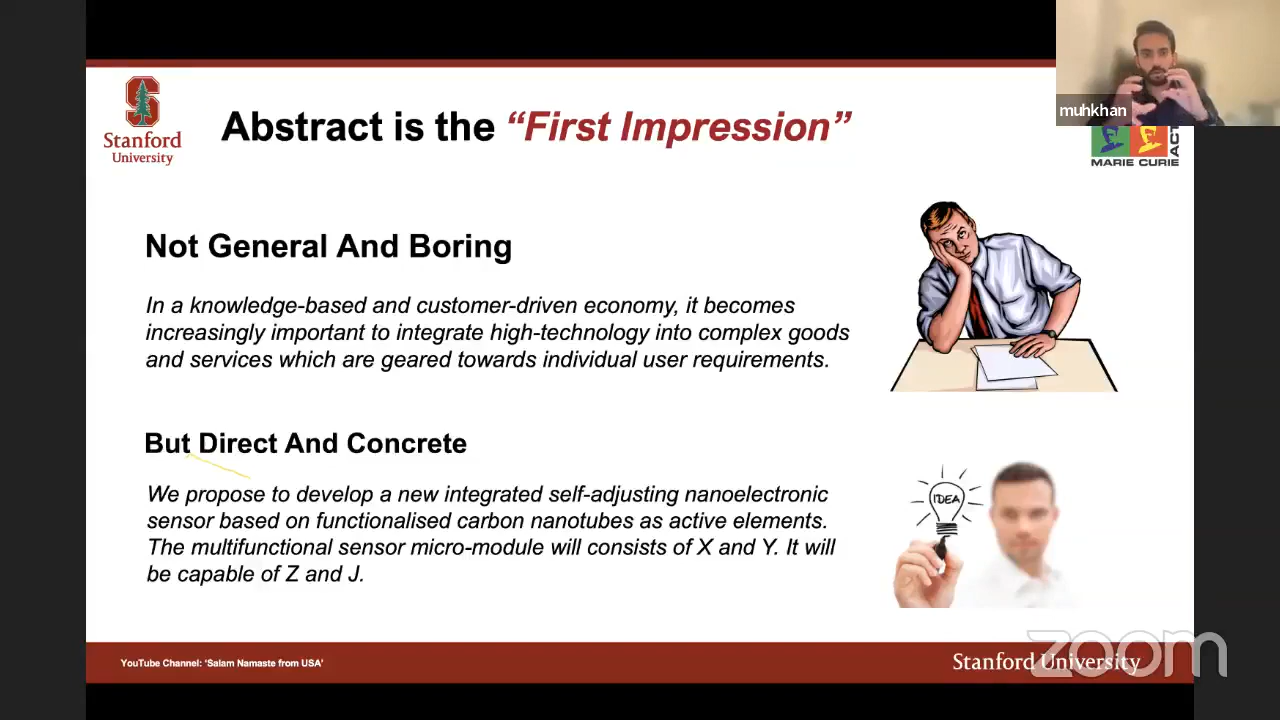 muhkhan
Stanford
University
Abstract is the “First Impression”
MARIE CURIE
ACT
Not General And Boring
In a knowledge-based and customer-driven economy, it becomes
increasingly important to integrate high-technology into complex goods
and services which are geared towards individual user requirements.
But Direct And Concrete
We propose to develop a new integrated self-adjusting nanoelectronic
sensor based on functionalised carbon nanotubes as active elements.
The multifunctional sensor micro-module will consists of X and Y. It will
be capable of Z and J.
IDEA
YouTube Channel: ‘Salam Namaste from USA’
Stanford University
zoom